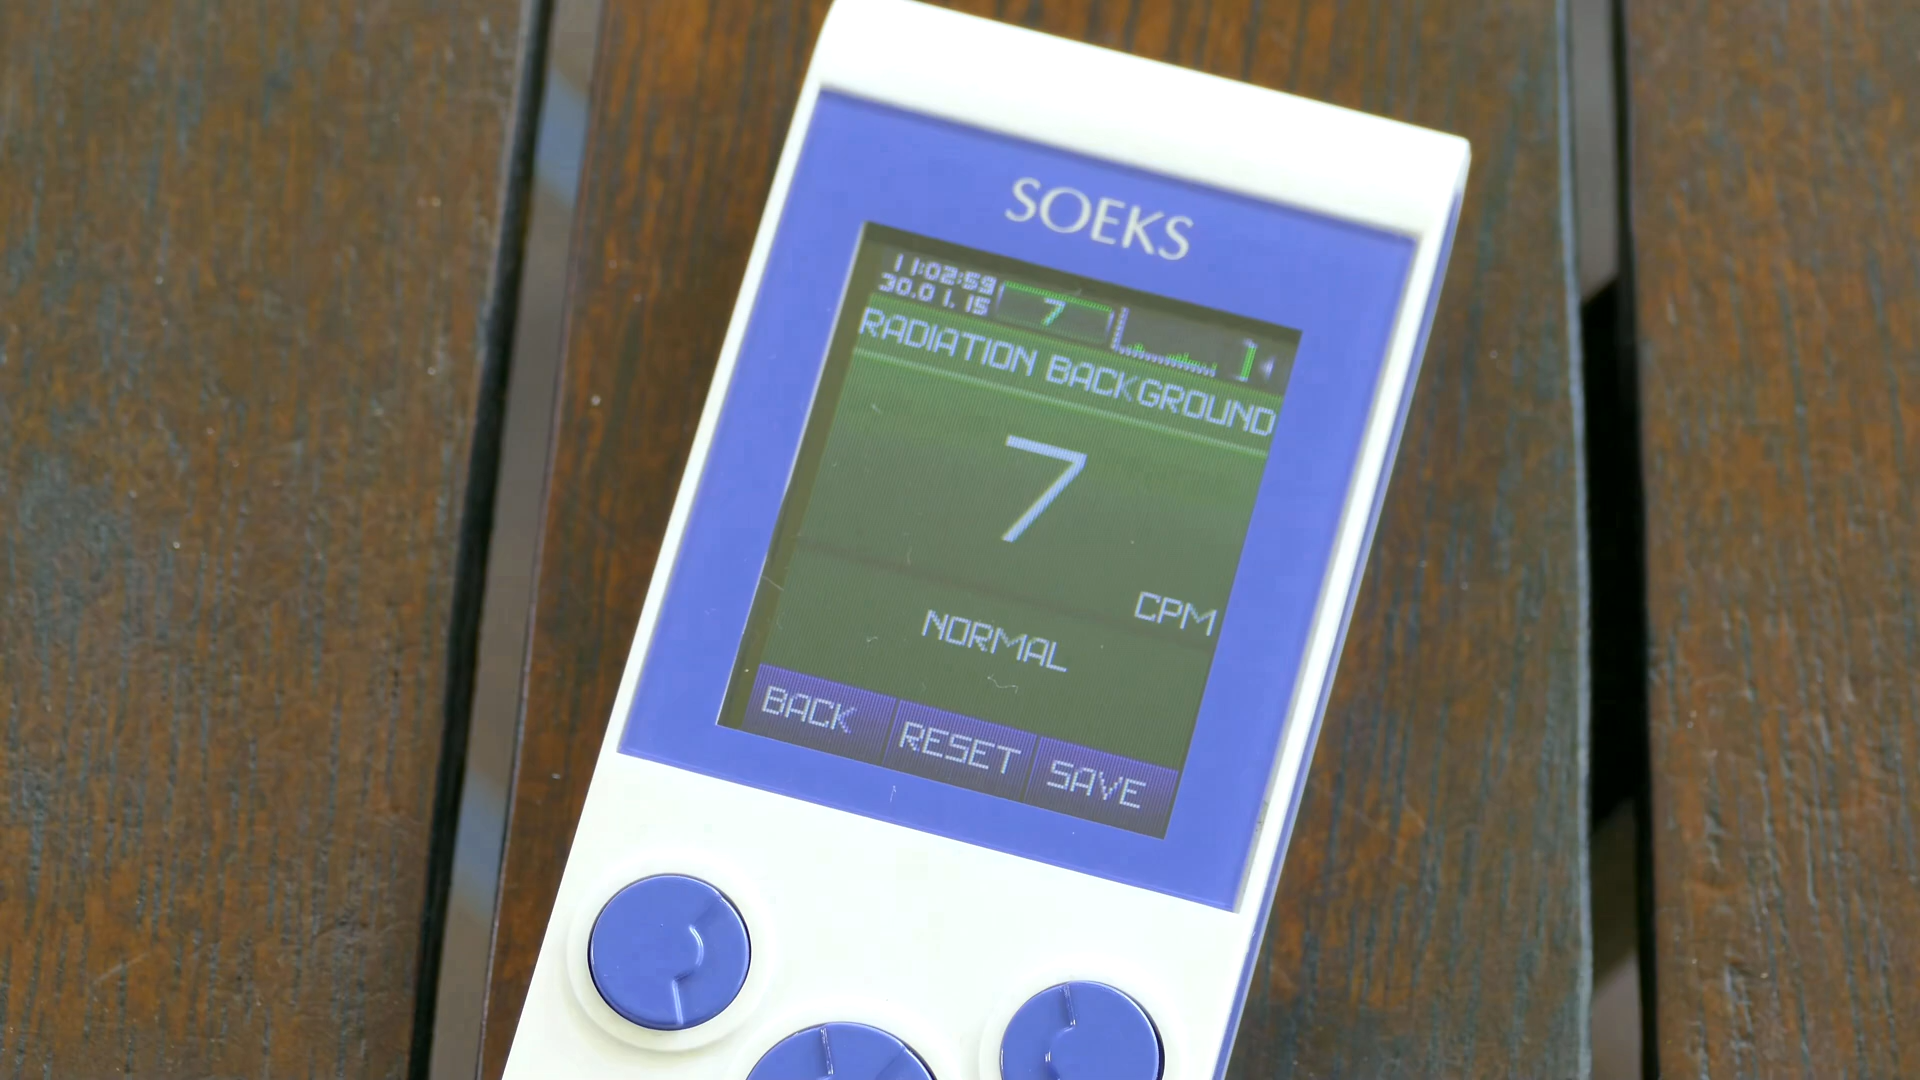 SOEKS
11:02:59
30.01.15
7
RADIATION BACKGROUND
7
CPM
NORMAL
BACK RESET SAVE